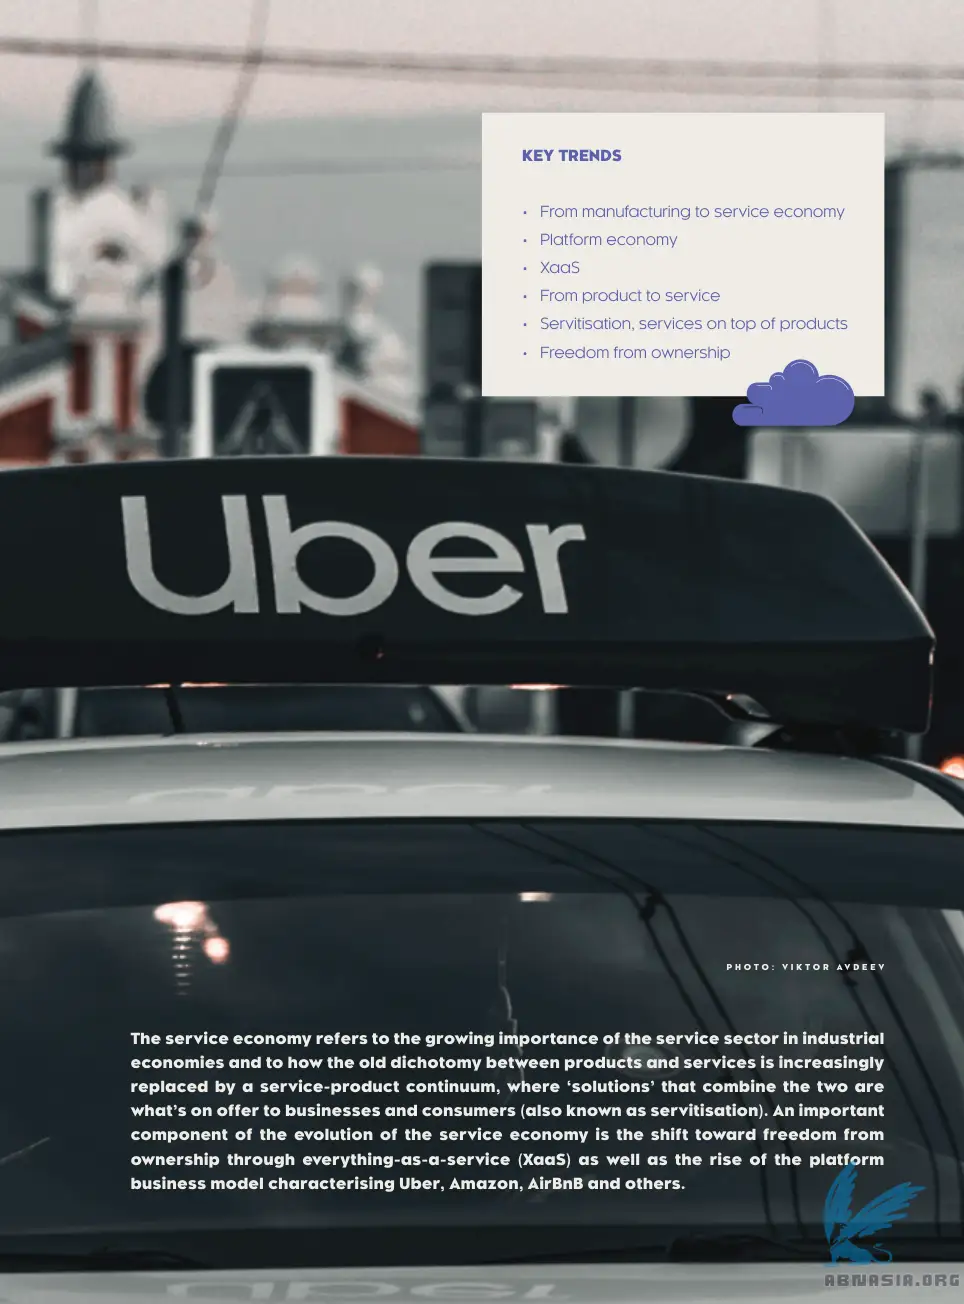 KEY TRENDS
• From manufacturing to service economy
• Platform economy
• XaaS
• From product to service
• Servitisation, services on top of products
• Freedom from ownership
Uber
PHOTO: VIKTOR AVDEEV
The service economy refers to the growing importance of the service sector in industrial
economies and to how the old dichotomy between products and services is increasingly
replaced by a service-product continuum, where ‘solutions’ that combine the two are
what’s on offer to businesses and consumers (also known as servitisation). An important
component of the evolution of the service economy is the shift toward freedom from
ownership through everything-as-a-service (XaaS) as well as the rise of the platform
business model characterising Uber, Amazon, AirBnB and others.
ABNASIA.ORG